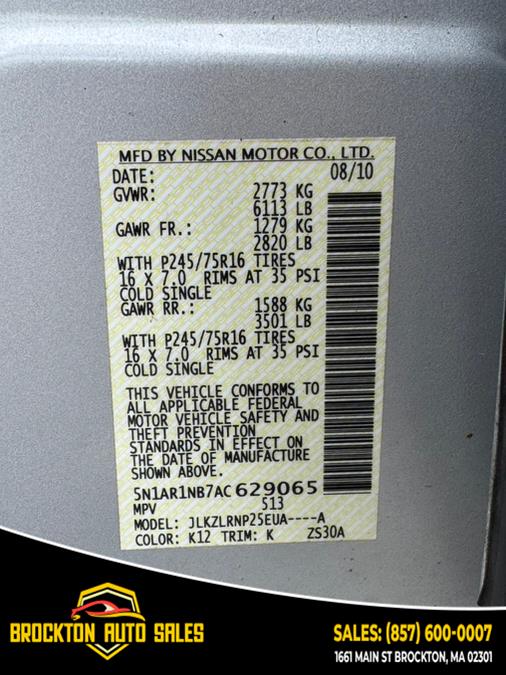 MFD BY NISSAN MOTOR CO., LTD.
DATE: 08/10
GVWR: 2773 KG
6113 LB
GAWR FR.: 1279 KG
2820 LB
WITH P245/75R16 TIRES
16 X 7.0 RIMS AT 35 PSI
COLD SINGLE
GAWR RR.: 1588 KG
3501 LB
WITH P245/75R16 TIRES
16 X 7.0 RIMS AT 35 PSI
COLD SINGLE
THIS VEHICLE CONFORMS TO
ALL APPLICABLE FEDERAL
MOTOR VEHICLE SAFETY AND
THEFT PREVENTION
STANDARDS IN EFFECT ON
THE DATE OF MANUFACTURE
SHOWN ABOVE.
5N1AR1NB7AC629065
MPV 513
MODEL: JLKZLRNP25EUA----A
COLOR: K12 TRIM: K ZS30A
BROCKTON AUTO SALES
SALES: (857) 600-0007
1661 MAIN ST BROCKTON, MA 02301